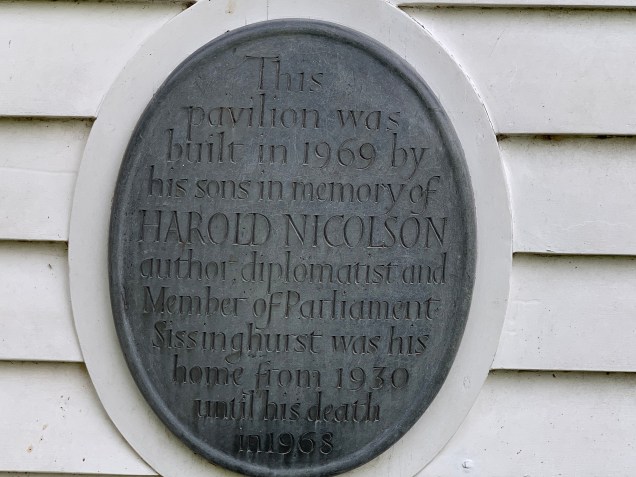 This
pavilion was
built in 1969 by
his sons in memory of
HAROLD NICOLSON
author, diplomatist and
Member of Parliament
Sissinghurst was his
home from 1930
until his death
in 1968